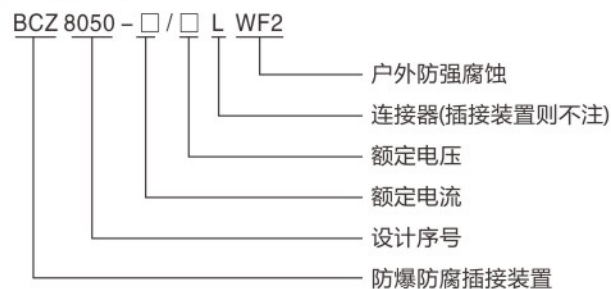 BCZ 8050 – □ / □ L WF2
户外防强腐蚀
连接器(插接装置则不注)
额定电压
额定电流
设计序号
防爆防腐插接装置